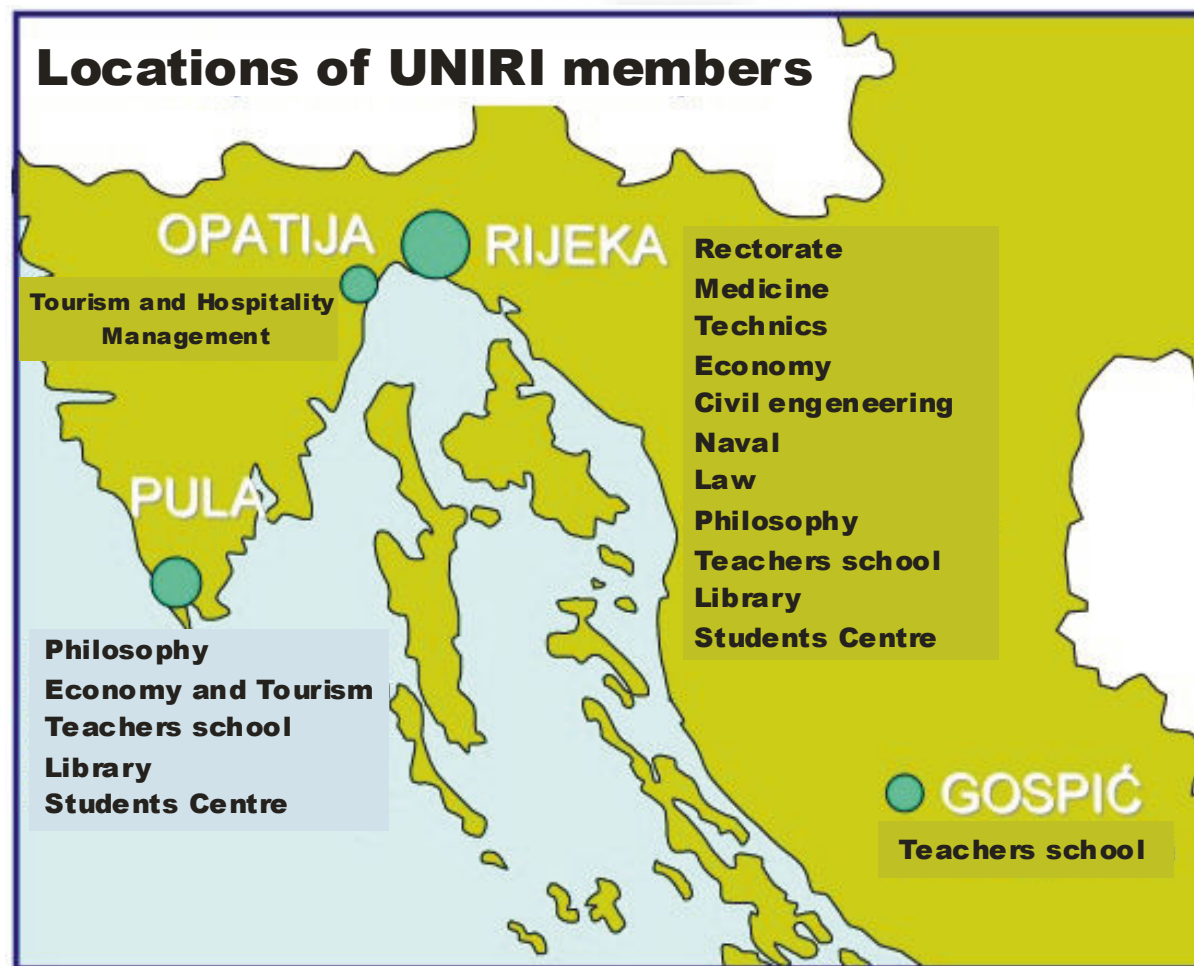 Locations of UNIRI members
OPATIJA
RIJEKA
Tourism and Hospitality
Management
Rectorate
Medicine
Technics
Economy
Civil engeneering
Naval
Law
Philosophy
Teachers school
Library
Students Centre
PULA
Philosophy
Economy and Tourism
Teachers school
Library
Students Centre
GOSPIĆ
Teachers school